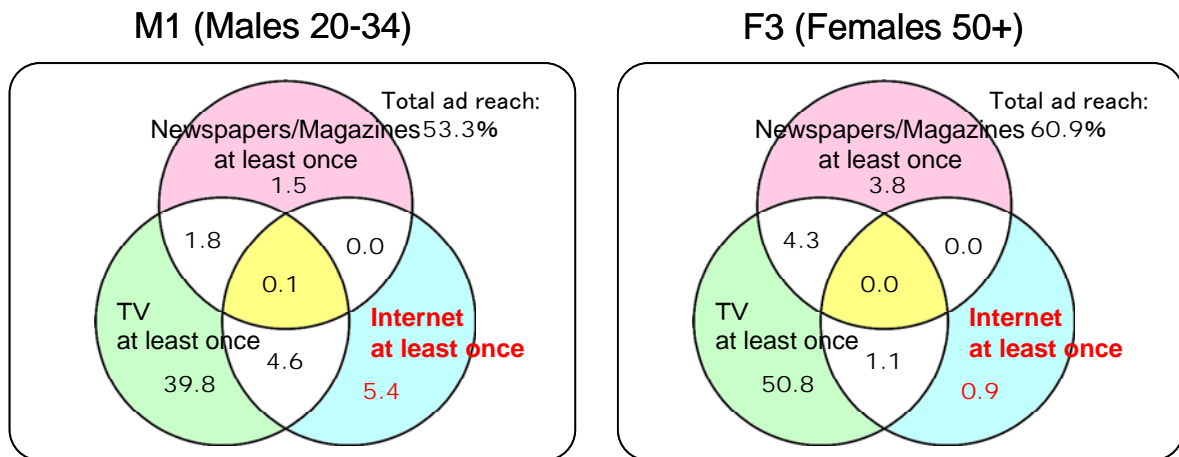 M1 (Males 20-34)
Total ad reach:
53.3%
Newspapers/Magazines
at least once
1.5
1.8
0.0
0.1
TV
at least once
39.8
4.6
Internet
at least once
5.4
F3 (Females 50+)
Total ad reach:
60.9%
Newspapers/Magazines
at least once
3.8
4.3
0.0
0.0
TV
at least once
50.8
1.1
Internet
at least once
0.9